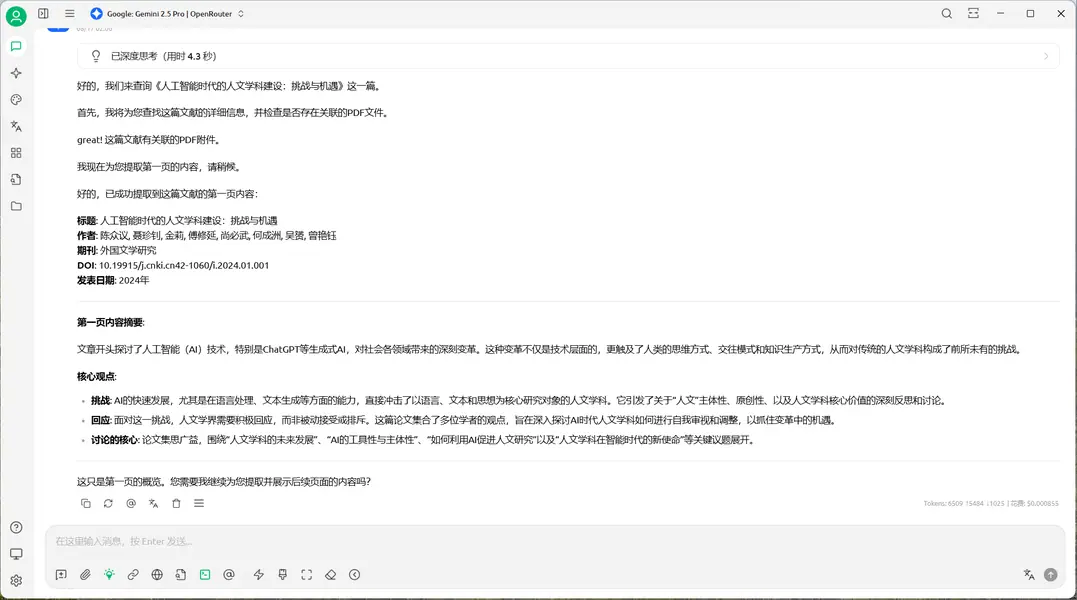 Google: Gemini 2.5 Pro | OpenRouter
已深度思考（用时 4.3 秒）
好的，我们来查询《人工智能时代的人文学科建设：挑战与机遇》这一篇。
首先，我将为您查找这篇文献的详细信息，并检查是否存在关联的PDF文件。
great! 这篇文献有关联的PDF附件。
我现在为您提取第一页的内容，请稍候。
好的，已成功提取到这篇文献的第一页内容：
标题: 人工智能时代的人文学科建设：挑战与机遇
作者: 陈众议, 聂珍钊, 金莉, 傅修延, 尚必武, 何成洲, 吴赟, 曾艳钰
期刊: 外国文学研究
DOI: 10.19915/j.cnki.cn42-1060/i.2024.01.001
发表日期: 2024年
第一页内容摘要:
文章开头探讨了人工智能（AI）技术，特别是ChatGPT等生成式AI，对社会各领域带来的深刻变革。这种变革不仅是技术层面的，更触及了人类的思维方式、交往模式和知识生产方式，从而对传统的人文学科构成了前所未有的挑战。
核心观点:
• 挑战: AI的快速发展，尤其是在语言处理、文本生成等方面的能力，直接冲击了以语言、文本和思想为核心研究对象的人文学科。它引发了关于“人文”主体性、原创性、以及人文学科核心价值的深刻反思和讨论。
• 回应: 面对这一挑战，人文学界需要积极回应，而非被动接受或排斥。这篇论文集合了多位学者的观点，旨在深入探讨AI时代人文学科如何进行自我审视和调整，以抓住变革中的机遇。
• 讨论的核心: 论文集思广益，围绕“人文学科的未来发展”、“AI的工具性与主体性”、“如何利用AI促进人文研究”以及“人文学科在智能时代的新使命”等关键议题展开。
这只是第一页的概览。您需要我继续为您提取并展示后续页面的内容吗?
Tokens: 6509 ↑5484 ↓1025 | 花费: $0.000855
在这里输入消息，按 Enter 发送...